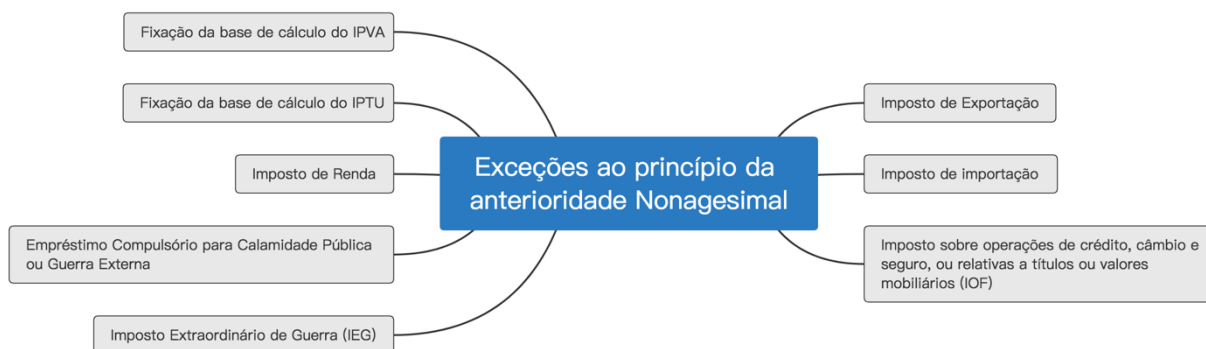 Fixação da base de cálculo do IPVA
Fixação da base de cálculo do IPTU
Imposto de Renda
Empréstimo Compulsório para Calamidade Pública
ou Guerra Externa
Imposto Extraordinário de Guerra (IEG)
Exceções ao princípio da
anterioridade Nonagesimal
Imposto de Exportação
Imposto de importação
Imposto sobre operações de crédito, câmbio e
seguro, ou relativas a títulos ou valores
mobiliários (IOF)